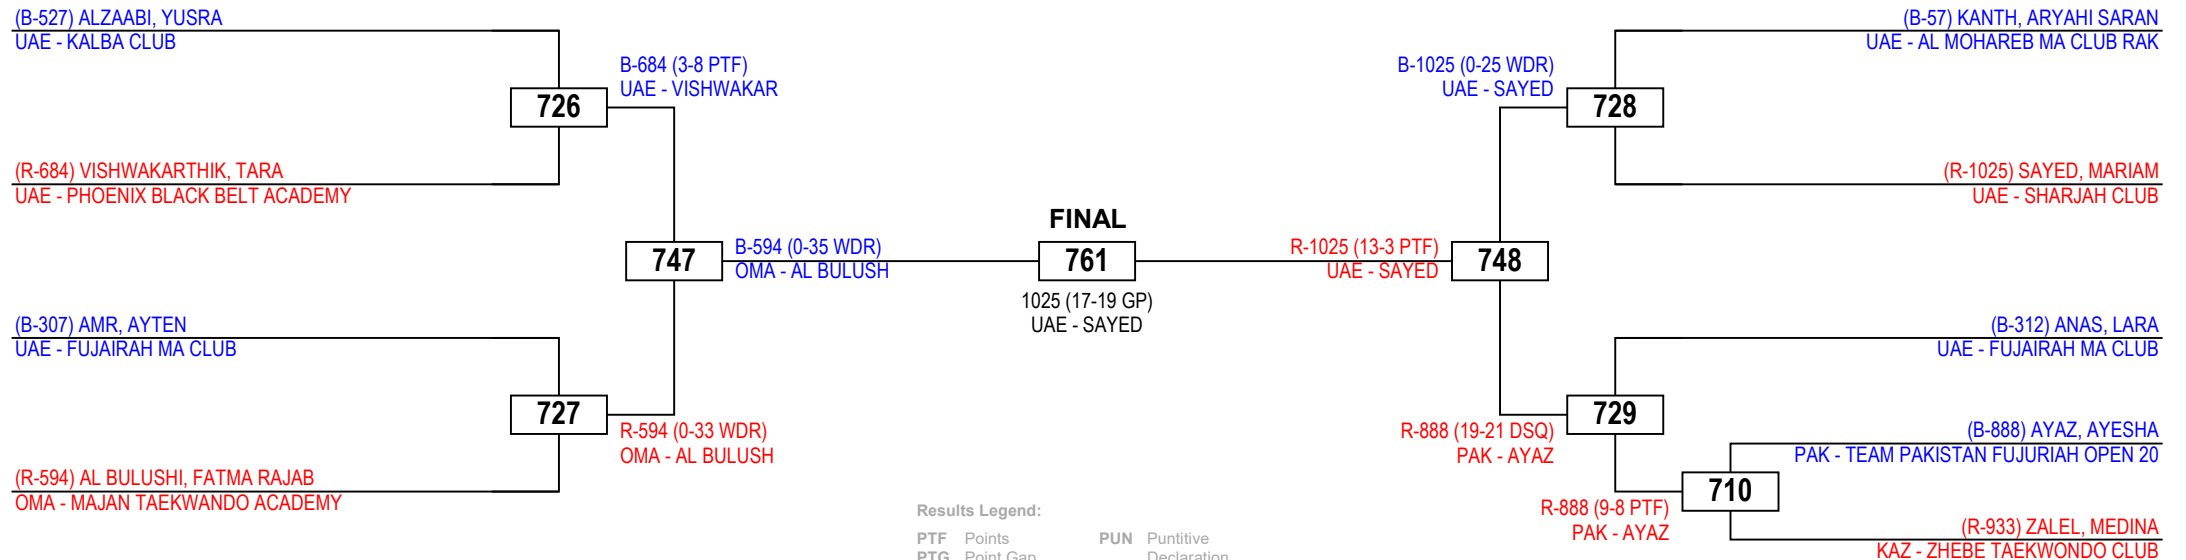 (B-527) ALZAABI, YUSRA
UAE - KALBA CLUB
726
B-684 (3-8 PTF)
UAE - VISHWAKAR
(R-684) VISHWAKARTHIK, TARA
UAE - PHOENIX BLACK BELT ACADEMY
747
B-594 (0-35 WDR)
OMA - AL BULUSH
(B-307) AMR, AYTEN
UAE - FUJAIRAH MA CLUB
727
R-594 (0-33 WDR)
OMA - AL BULUSH
(R-594) AL BULUSHI, FATMA RAJAB
OMA - MAJAN TAEKWANDO ACADEMY
FINAL
761
1025 (17-19 GP)
UAE - SAYED
(B-57) KANTH, ARYAHI SARAN
UAE - AL MOHAREB MA CLUB RAK
B-1025 (0-25 WDR)
UAE - SAYED
728
(R-1025) SAYED, MARIAM
UAE - SHARJAH CLUB
R-1025 (13-3 PTF)
UAE - SAYED
748
(B-312) ANAS, LARA
UAE - FUJAIRAH MA CLUB
729
R-888 (19-21 DSQ)
PAK - AYAZ
(B-888) AYAZ, AYESHA
PAK - TEAM PAKISTAN FUJURIAH OPEN 20
710
R-888 (9-8 PTF)
PAK - AYAZ
(R-933) ZALEL, MEDINA
KAZ - ZHEBE TAEKWONDO CLUB
Results Legend:
PTF Points
PUN Puntitive
PTG Point Gap
Declaration